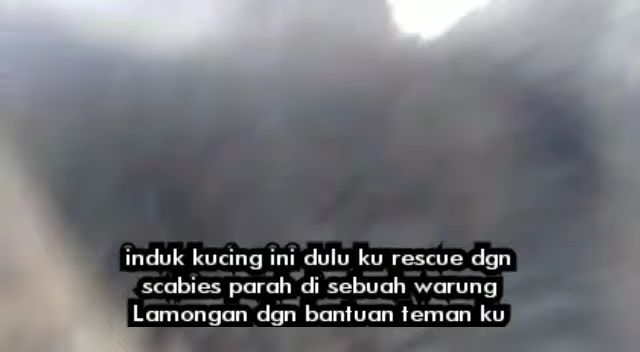 induk kucing ini dulu ku rescue dgn
scabies parah di sebuah warung
Lamongan dgn bantuan teman ku